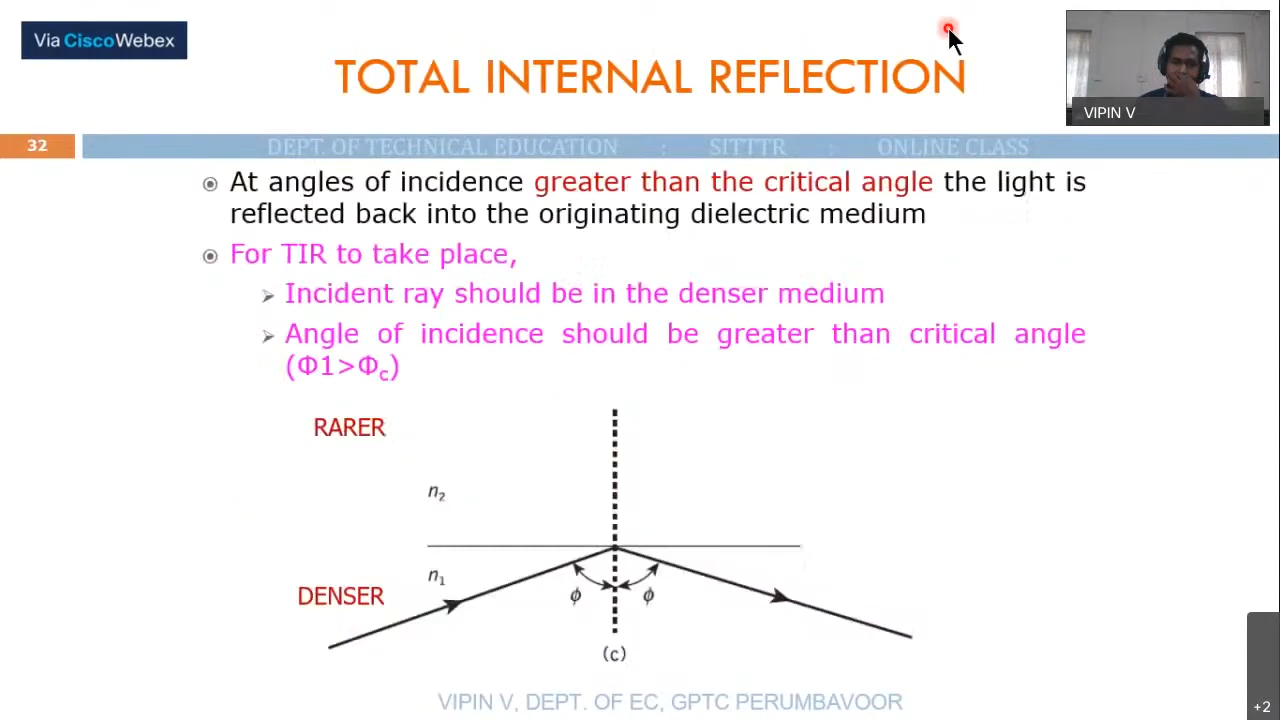 Via CiscoWebex
TOTAL INTERNAL REFLECTION
VIPIN V
32
DEPT. OF TECHNICAL EDUCATION : SITTTR : ONLINE CLASS
At angles of incidence greater than the critical angle the light is
reflected back into the originating dielectric medium
For TIR to take place,
Incident ray should be in the denser medium
Angle of incidence should be greater than critical angle
(Φ1>Φc)
RARER
n2
n1
DENSER
ϕ ϕ
(c)
VIPIN V, DEPT. OF EC, GPTC PERUMBAVOOR
+2